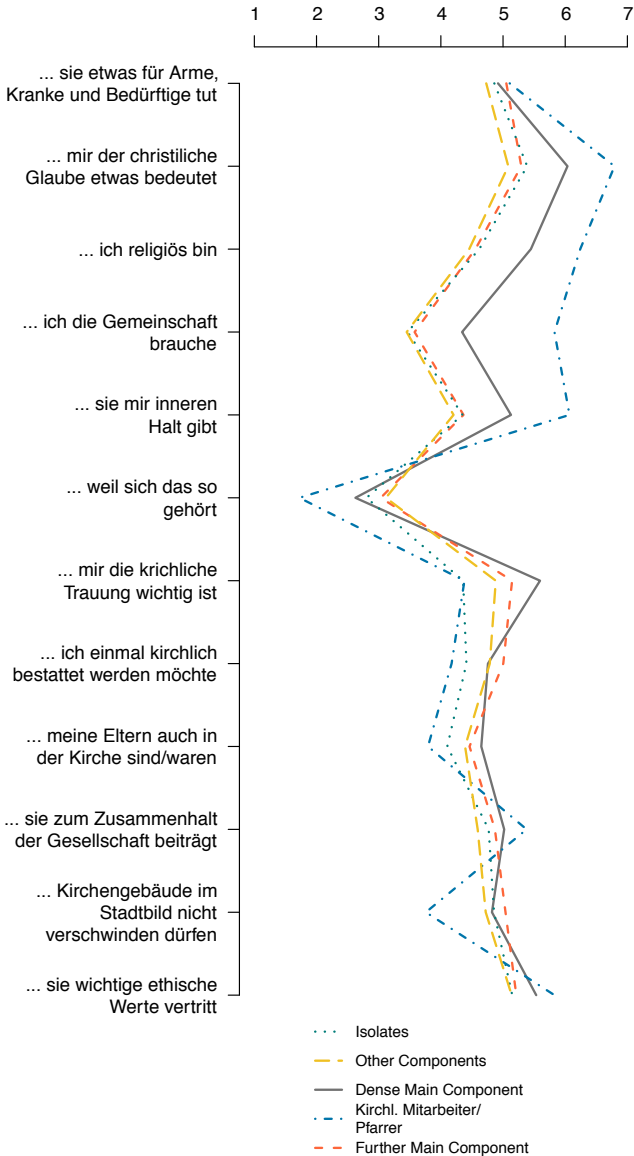 1 2 3 4 5 6 7
... sie etwas für Arme,
Kranke und Bedürftige tut
... mir der christiliche
Glaube etwas bedeutet
... ich religiös bin
... ich die Gemeinschaft
brauche
... sie mir inneren
Halt gibt
... weil sich das so
gehört
... mir die krichliche
Trauung wichtig ist
... ich einmal kirchlich
bestattet werden möchte
... meine Eltern auch in
der Kirche sind/waren
... sie zum Zusammenhalt
der Gesellschaft beiträgt
... Kirchengebäude im
Stadtbild nicht
verschwinden dürfen
... sie wichtige ethische
Werte vertritt
Isolates
Other Components
Dense Main Component
Kirchl. Mitarbeiter/
Pfarrer
Further Main Component